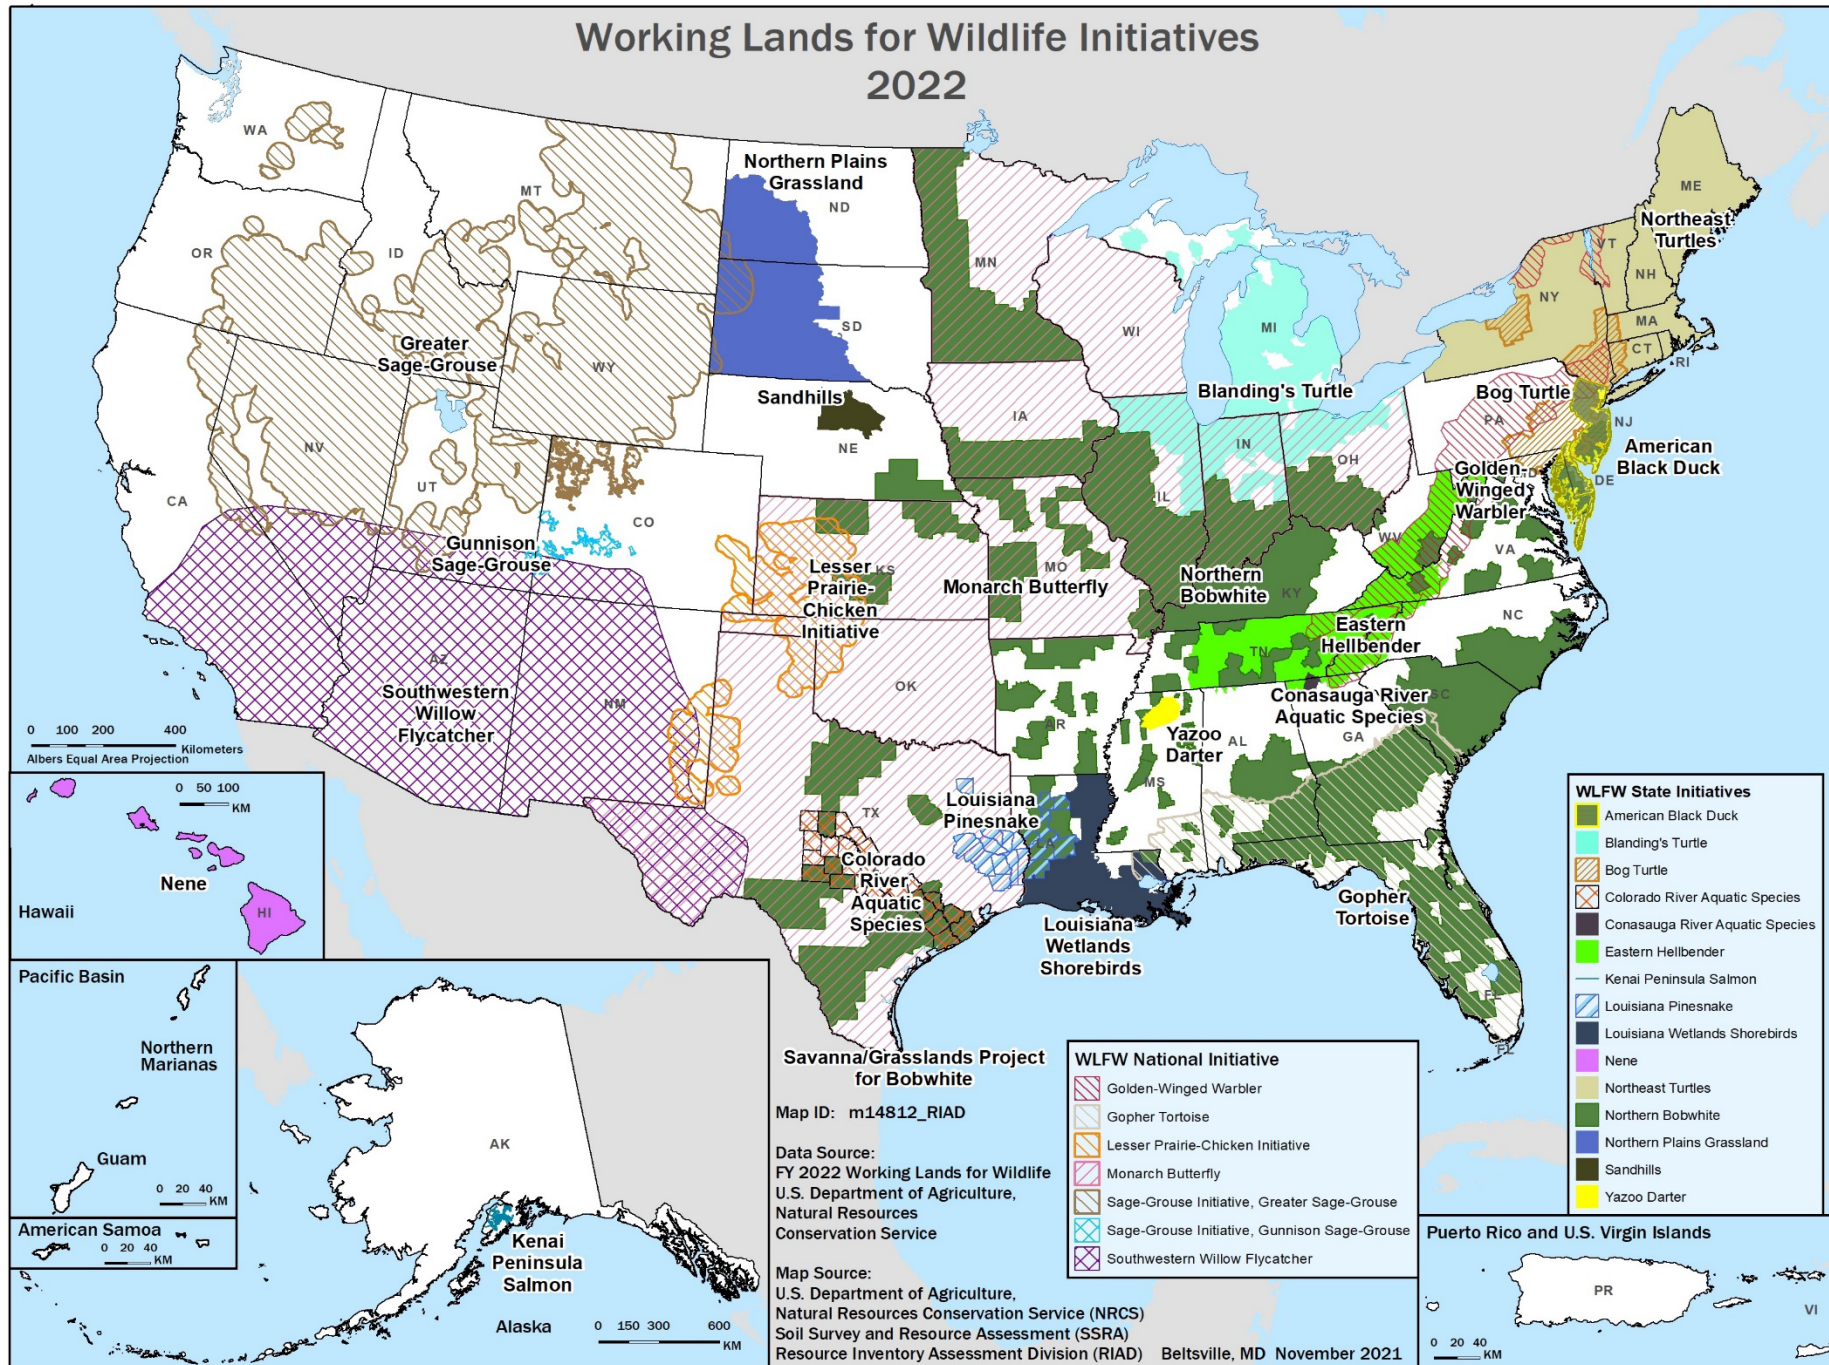 Working Lands for Wildlife Initiatives
2022
WA
OR
CA
ID
NV
MT
WY
UT
CO
AZ
NM
ND
SD
NE
KS
OK
TX
MN
IA
MO
AR
LA
WI
IL
MI
IN
OH
KY
TN
MS
AL
GA
FL
FL
SC
NC
VA
WV
PA
NY
VT
NH
ME
MA
CT
RI
NJ
DE
Northern Plains
Grassland
Greater
Sage-Grouse
Sandhills
Gunnison
Sage-Grouse
Lesser
Prairie-
Chicken
Initiative
Southwestern
Willow
Flycatcher
Monarch Butterfly
Northern
Bobwhite
Blanding's Turtle
Northeast
Turtles
Bog Turtle
American
Black Duck
Golden-
Winged
Warbler
Eastern
Hellbender
Conasauga River
Aquatic Species
Yazoo
Darter
Louisiana
Pinesnake
Colorado
River
Aquatic
Species
Louisiana
Wetlands
Shorebirds
Gopher
Tortoise
Savanna/Grasslands Project
for Bobwhite
0 100 200 400
Kilometers
Albers Equal Area Projection
0 50 100
KM
Nene
Hawaii
HI
Pacific Basin
Northern
Marianas
Guam
0 20 40
KM
American Samoa
0 20 40
KM
AK
Kenai
Peninsula
Salmon
Alaska
0 150 300 600
KM
Map ID: m14812_RIAD
Data Source:
FY 2022 Working Lands for Wildlife
U.S. Department of Agriculture,
Natural Resources
Conservation Service
Map Source:
U.S. Department of Agriculture,
Natural Resources Conservation Service (NRCS)
Soil Survey and Resource Assessment (SSRA)
Resource Inventory Assessment Division (RIAD) Beltsville, MD November 2021
WLFW National Initiative
Golden-Winged Warbler
Gopher Tortoise
Lesser Prairie-Chicken Initiative
Monarch Butterfly
Sage-Grouse Initiative, Greater Sage-Grouse
Sage-Grouse Initiative, Gunnison Sage-Grouse
Southwestern Willow Flycatcher
WLFW State Initiatives
American Black Duck
Blanding's Turtle
Bog Turtle
Colorado River Aquatic Species
Conasauga River Aquatic Species
Eastern Hellbender
Kenai Peninsula Salmon
Louisiana Pinesnake
Louisiana Wetlands Shorebirds
Nene
Northeast Turtles
Northern Bobwhite
Northern Plains Grassland
Sandhills
Yazoo Darter
Puerto Rico and U.S. Virgin Islands
PR
VI
0 20 40
KM